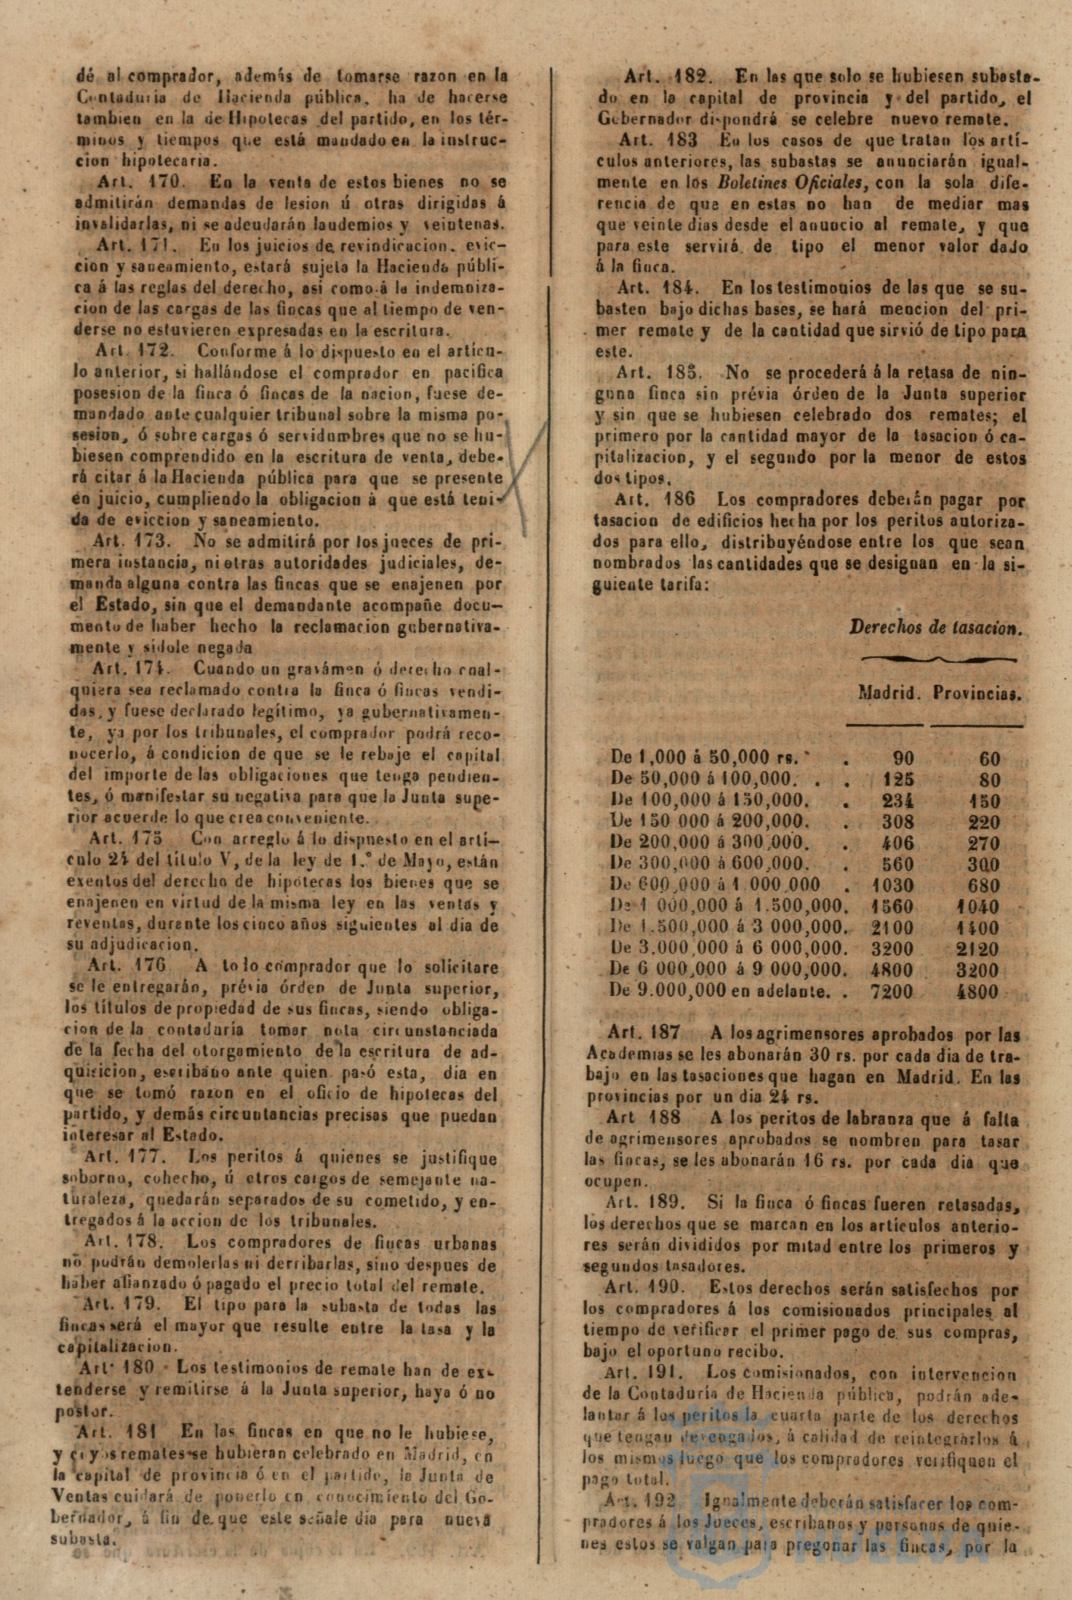 dé al comprador, además de tomarse razon en la
Contaduria de Hacienda pública, ha de hacerse
tambien en la de Hipotecas del partido, en los tér-
minos y tiempos que está mandado en la instruc-
cion hipotecaria.
Art. 170. En la venta de estos bienes no se
admitirán demandas de lesion ú otras dirigidas á
invalidarlas, ni se adeudarán laudemios y veintenas.
Art. 171. En los juicios de revindicacion, evic-
cion y saneamiento, estará sujeta la Hacienda públi-
ca á las reglas del derecho, asi como á la indemniza-
cion de las cargas de las fincas que al tiempo de ven-
derse no estuvieren expresadas en la escritura.
Art. 172. Conforme á lo dispuesto en el artícu-
lo anterior, si hallándose el comprador en pacifica
posesion de la finca ó fincas de la nacion, fuese de-
mandado ante cualquier tribunal sobre la misma po-
sesion, ó sobre cargas ó servidumbres que no se hu-
biesen comprendido en la escritura de venta, debe-
rá citar á la Hacienda pública para que se presente
en juicio, cumpliendo la obligacion á que está teni-
da de eviccion y saneamiento.
Art. 173. No se admitirá por los jueces de pri-
mera instancia, ni otras autoridades judiciales, de-
manda alguna contra las fincas que se enajenen por
el Estado, sin que el demandante acompañe docu-
mento de haber hecho la reclamacion gubernativa-
mente y sídole negada
Art. 174. Cuando un gravámen ó derecho cual-
quiera sea reclamado contra la finca ó fincas vendi-
das, y fuese declarado legítimo, ya gubernativamen-
te, ya por los tribunales, el comprador podrá reco-
nocerlo, á condicion de que se le rebaje el capital
del importe de las obligaciones que tenga pendien-
tes, ó manifestar su negativa para que la Junta supe-
rior acuerde lo que crea conveniente.
Art. 175 Con arreglo á lo dispuesto en el artí-
culo 24 del título V, de la ley de 1.º de Mayo, están
exentos del derecho de hipotecas los bienes que se
enajenen en virtud de la misma ley en las ventas y
reventas, durante los cinco años siguientes al dia de
su adjudicacion.
Art. 176 A todo comprador que lo solicitare
se le entregarán, prévia órden de Junta superior,
los títulos de propiedad de sus fincas, siendo obliga-
cion de la contaduría tomar nota circunstanciada
de la fecha del otorgamiento de la escritura de ad-
quisicion, escribano ante quien pasó esta, dia en
que se tomó razon en el oficio de hipotecas del
partido, y demás circuntancias precisas que puedan
interesar al Estado.
Art. 177. Los peritos á quienes se justifique
soborno, cohecho, ú otros cargos de semejante na-
turaleza, quedarán separados de su cometido, y en-
tregados á la accion de los tribunales.
Art. 178. Los compradores de fincas urbanas
no podrán demolerlas ni derribarlas, sino despues de
haber afianzado ó pagado el precio total del remate.
Art. 179. El tipo para la subasta de todas las
fincas será el mayor que resulte entre la tasa y la
capitalizacion.
Art. 180 Los testimonios de remate han de ex-
tenderse y remitirse á la Junta superior, haya ó no
postor.
Art. 181 En las fincas en que no le hubiese,
y cuyos remates se hubieran celebrado en Madrid, en
la capital de provincia ó en el partido, la Junta de
Ventas cuidará de ponerlo en conocimiento del Go-
bernador, á fin de que este señale dia para nueva
subasta.
Art. 182. En las que solo se hubiesen subasta-
do en la capital de provincia y del partido, el
Gobernador dispondrá se celebre nuevo remate.
Art. 183 En los casos de que tratan los artí-
culos anteriores, las subastas se anunciarán igual-
mente en los Boletines Oficiales, con la sola dife-
rencia de que en estas no han de mediar mas
que veinte dias desde el anuncio al remate, y que
para este servirá de tipo el menor valor dado
á la finca.
Art. 184. En los testimonios de las que se su-
basten bajo dichas bases, se hará mencion del pri-
mer remate y de la cantidad que sirvió de tipo para
este.
Art. 185. No se procederá á la retasa de nin-
guna finca sin prévia órden de la Junta superior
y sin que se hubiesen celebrado dos remates; el
primero por la cantidad mayor de la tasacion ó ca-
pitalizacion, y el segundo por la menor de estos
dos tipos.
Art. 186 Los compradores deberán pagar por
tasacion de edificios hecha por los peritos autoriza-
dos para ello, distribuyéndose entre los que sean
nombrados las cantidades que se designan en la si-
guiente tarifa:
Derechos de tasacion.
Madrid. Provincias.
De 1,000 á 50,000 rs. . 90 60
De 50,000 á 100,000. . . 125 80
De 100,000 á 150,000. . 234 150
De 150 000 á 200,000. . 308 220
De 200,000 á 300,000. . 406 270
De 300,000 á 600,000. . 560 300
De 600,000 á 1 000,000 . 1030 680
De 1 000,000 á 1.500,000. 1560 1040
De 1.500,000 á 3 000,000. 2100 1400
De 3.000,000 á 6 000,000. 3200 2120
De 6 000,000 á 9 000,000. 4800 3200
De 9.000,000 en adelante. . 7200 4800
Art. 187 A los agrimensores aprobados por las
Academias se les abonarán 30 rs. por cada dia de tra-
bajo en las tasaciones que hagan en Madrid. En las
provincias por un dia 24 rs.
Art 188 A los peritos de labranza que á falta
de agrimensores aprobados se nombren para tasar
las fincas, se les abonarán 16 rs. por cada dia que
ocupen.
Art. 189. Si la finca ó fincas fueren retasadas,
los derechos que se marcan en los artículos anterio-
res serán divididos por mitad entre los primeros y
segundos tasadores.
Art. 190. Estos derechos serán satisfechos por
los compradores á los comisionados principales al
tiempo de verificar el primer pago de sus compras,
bajo el oportuno recibo.
Art. 191. Los comisionados, con intervencion
de la Contaduría de Hacienda pública, podrán ade-
lantar á los peritos la cuarta parte de los derechos
que tengan devengados, á calidad de reintegrarlos á
los mismos luego que los compradores verifiquen el
pago total.
Art. 192 Igualmente deberán satisfacer los com-
pradores á los Jueces, escribanos y personas de quie-
nes estos se valgan para pregonar las fincas, por la